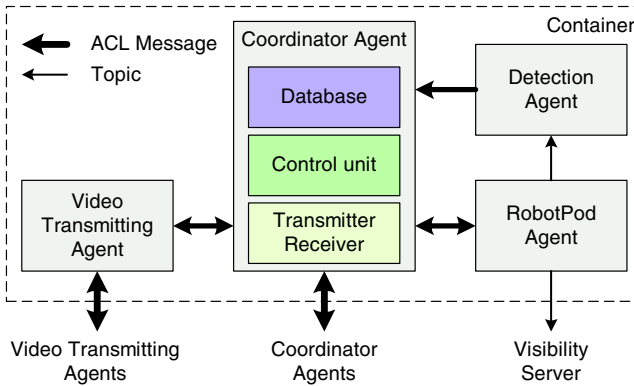 ACL Message
Topic
Coordinator Agent
Container
Database
Control unit
Transmitter
Receiver
Detection
Agent
Video
Transmitting
Agent
RobotPod
Agent
Video Transmitting
Agents
Coordinator
Agents
Visibility
Server